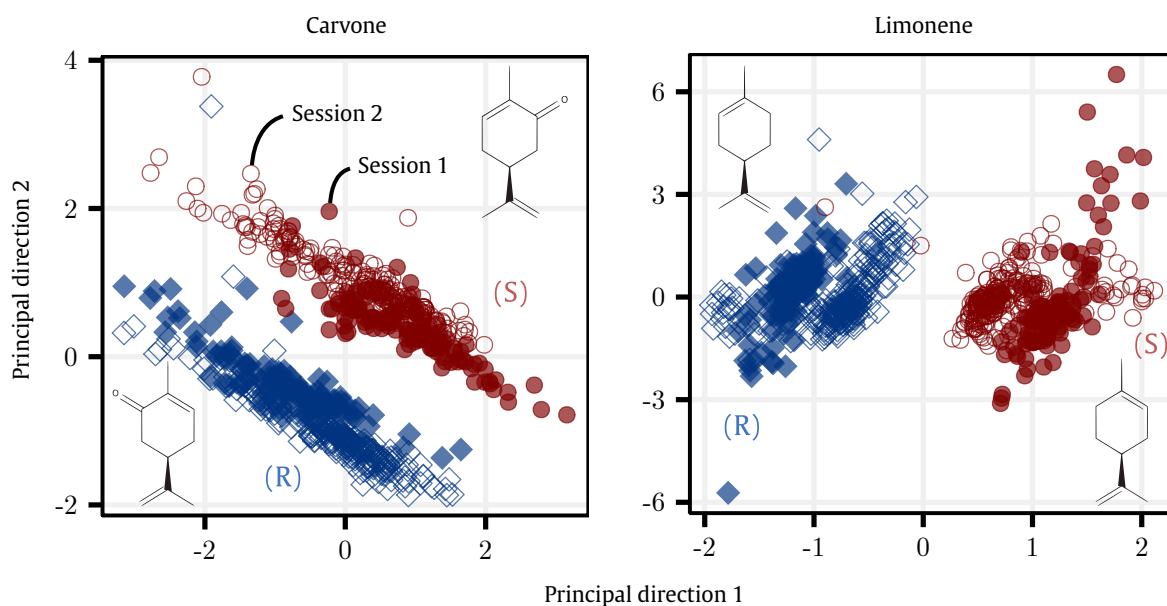 Carvone
Limonene
Principal direction 2
4
2
0
-2
Session 2
Session 1
O
(S)
O
(R)
-2
0
2
6
3
0
-3
-6
(R)
(S)
-2
-1
0
1
2
Principal direction 1